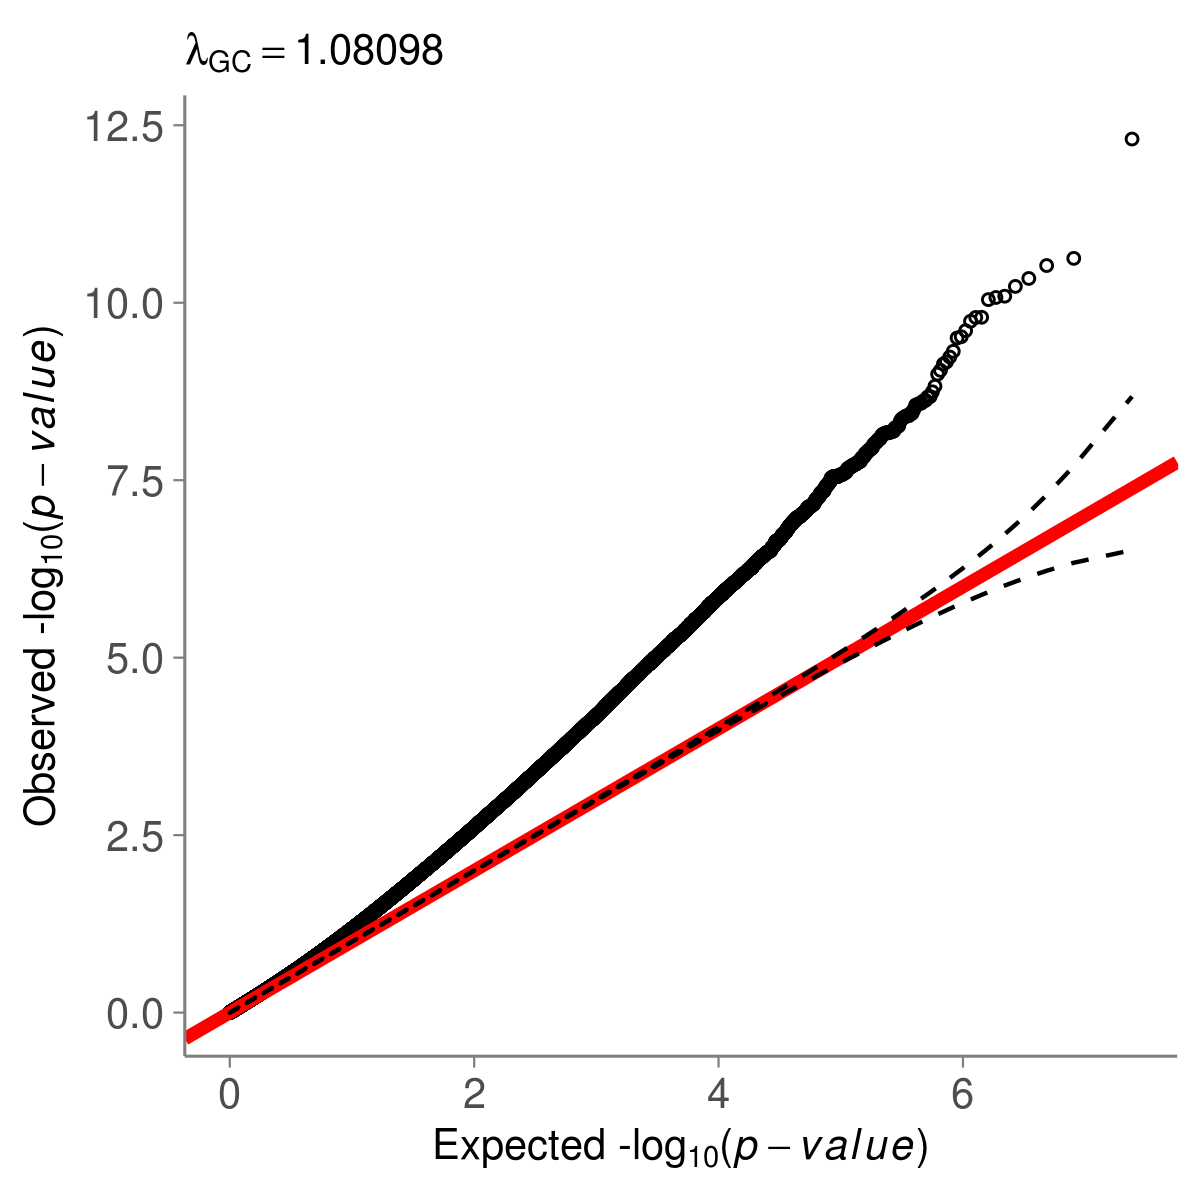 λGC = 1.08098
12.5
10.0
7.5
5.0
2.5
0.0
Observed -log10(p − value)
0 2 4 6
Expected -log10(p − value)